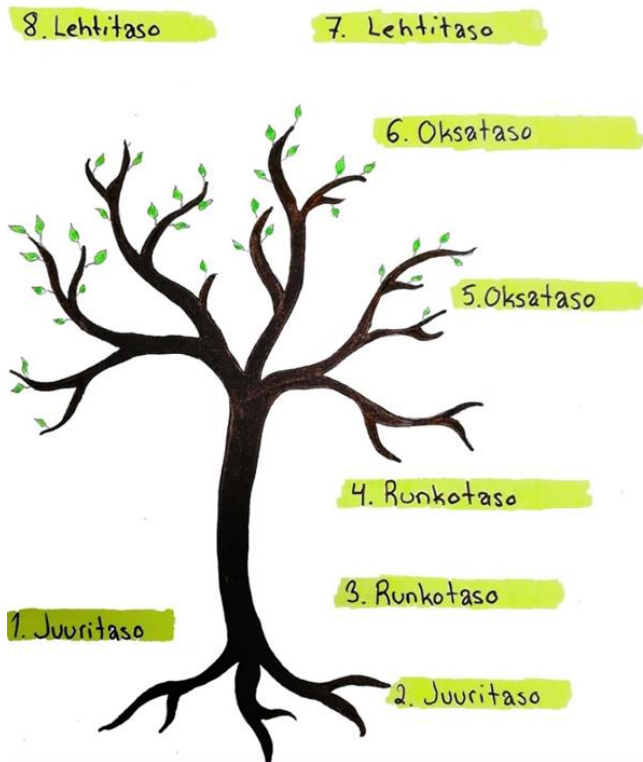 8. Lehtitaso
7. Lehtitaso
6. Oksataso
5. Oksataso
4. Runkotaso
3. Runkotaso
1. Juuritaso
2. Juuritaso